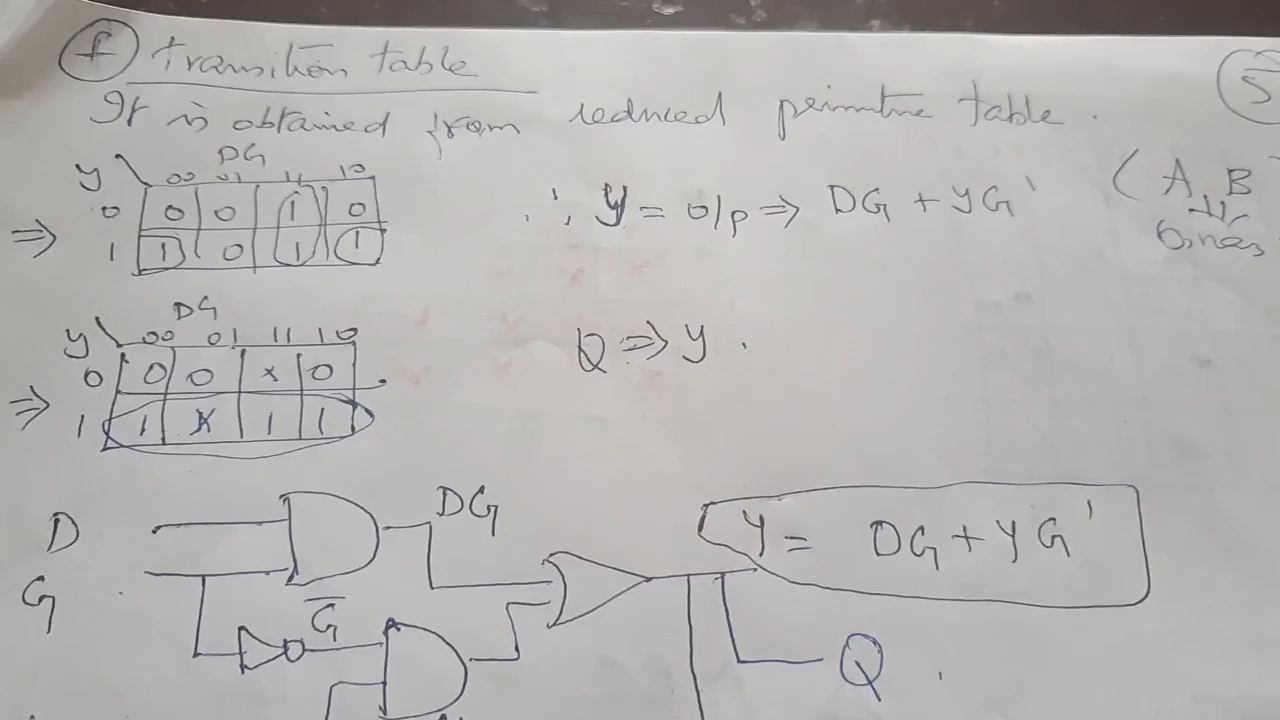 f transition table
5
It is obtained from reduced primitive table.
DG
y 00 01 11 10
0 0 0 1 0
1 1 0 1 1
∴ y = o/p ⇒ DG + yG'
(A, B
DG
y 00 01 11 10
0 0 0 x 0
1 1 x 1 1
Q ⇒ y.
D
G
DG
G̅
Y = DG + YG'
Q